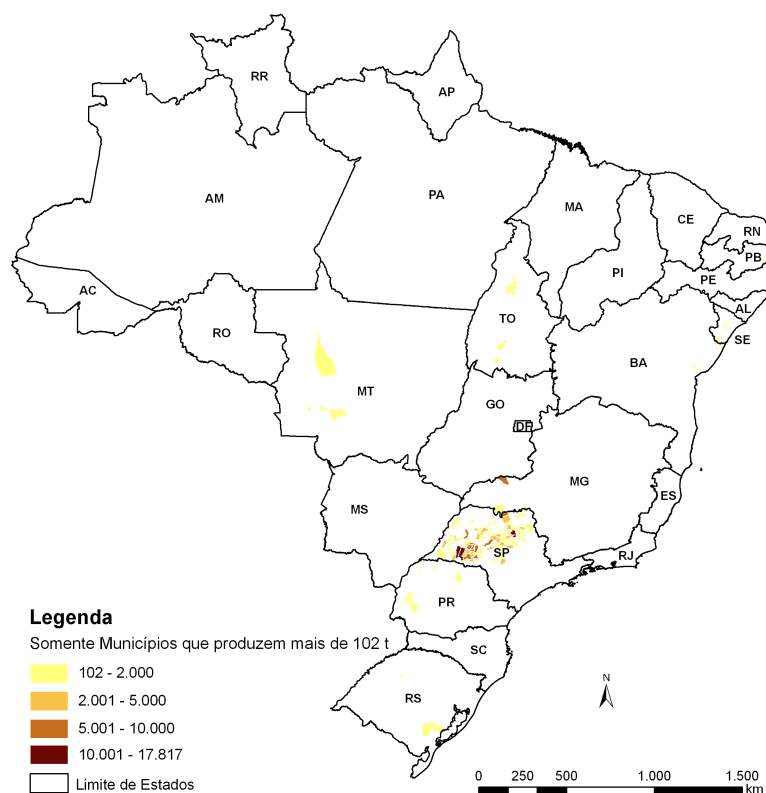 RR
AP
AM
PA
MA
CE
RN
PB
PE
PI
AL
SE
AC
RO
TO
BA
MT
GO
DF
MG
ES
MS
SP
RJ
PR
SC
RS
Legenda
Somente Municípios que produzem mais de 102 t
102 - 2.000
2.001 - 5.000
5.001 - 10.000
10.001 - 17.817
Limite de Estados
N
0 250 500 1.000 1.500
km